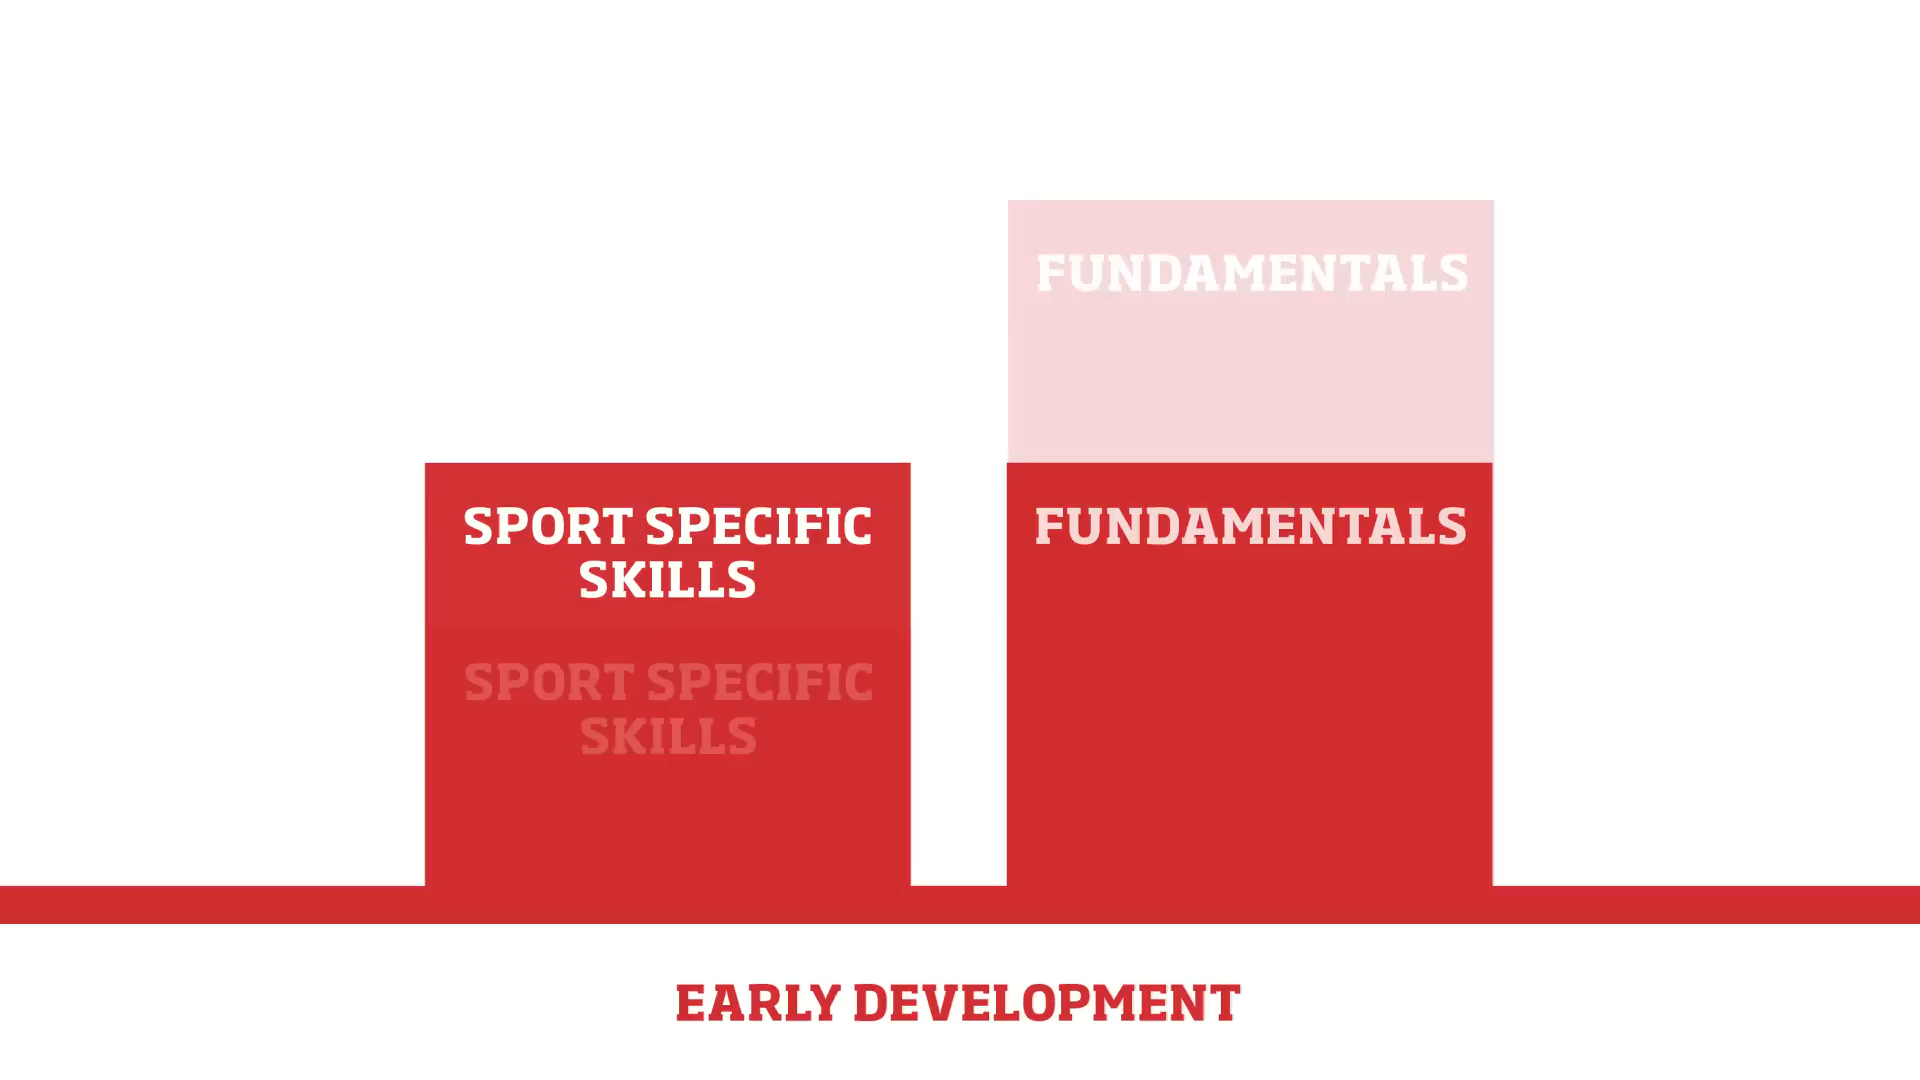 FUNDAMENTALS
SPORT SPECIFIC
SKILLS
FUNDAMENTALS
SPORT SPECIFIC
SKILLS
EARLY DEVELOPMENT